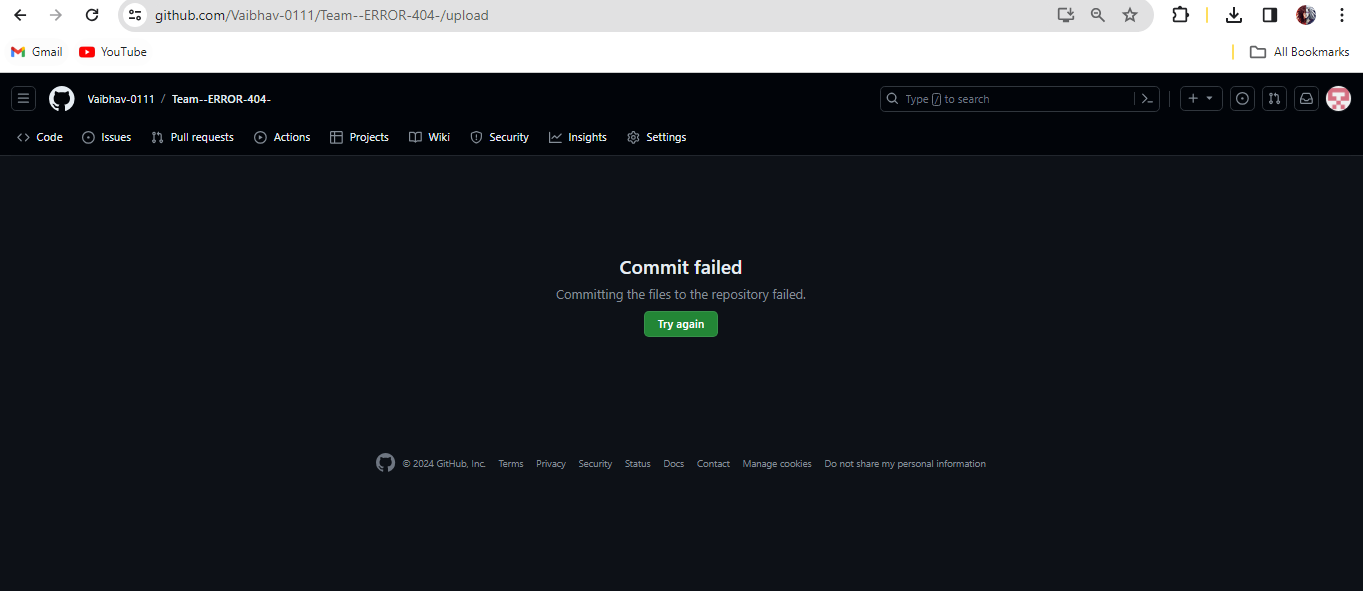 github.com/Vaibhav-0111/Team--ERROR-404-/upload
Gmail YouTube All Bookmarks
Vaibhav-0111 / Team--ERROR-404- Type / to search
Code Issues Pull requests Actions Projects Wiki Security Insights Settings
Commit failed
Committing the files to the repository failed.
Try again
© 2024 GitHub, Inc. Terms Privacy Security Status Docs Contact Manage cookies Do not share my personal information